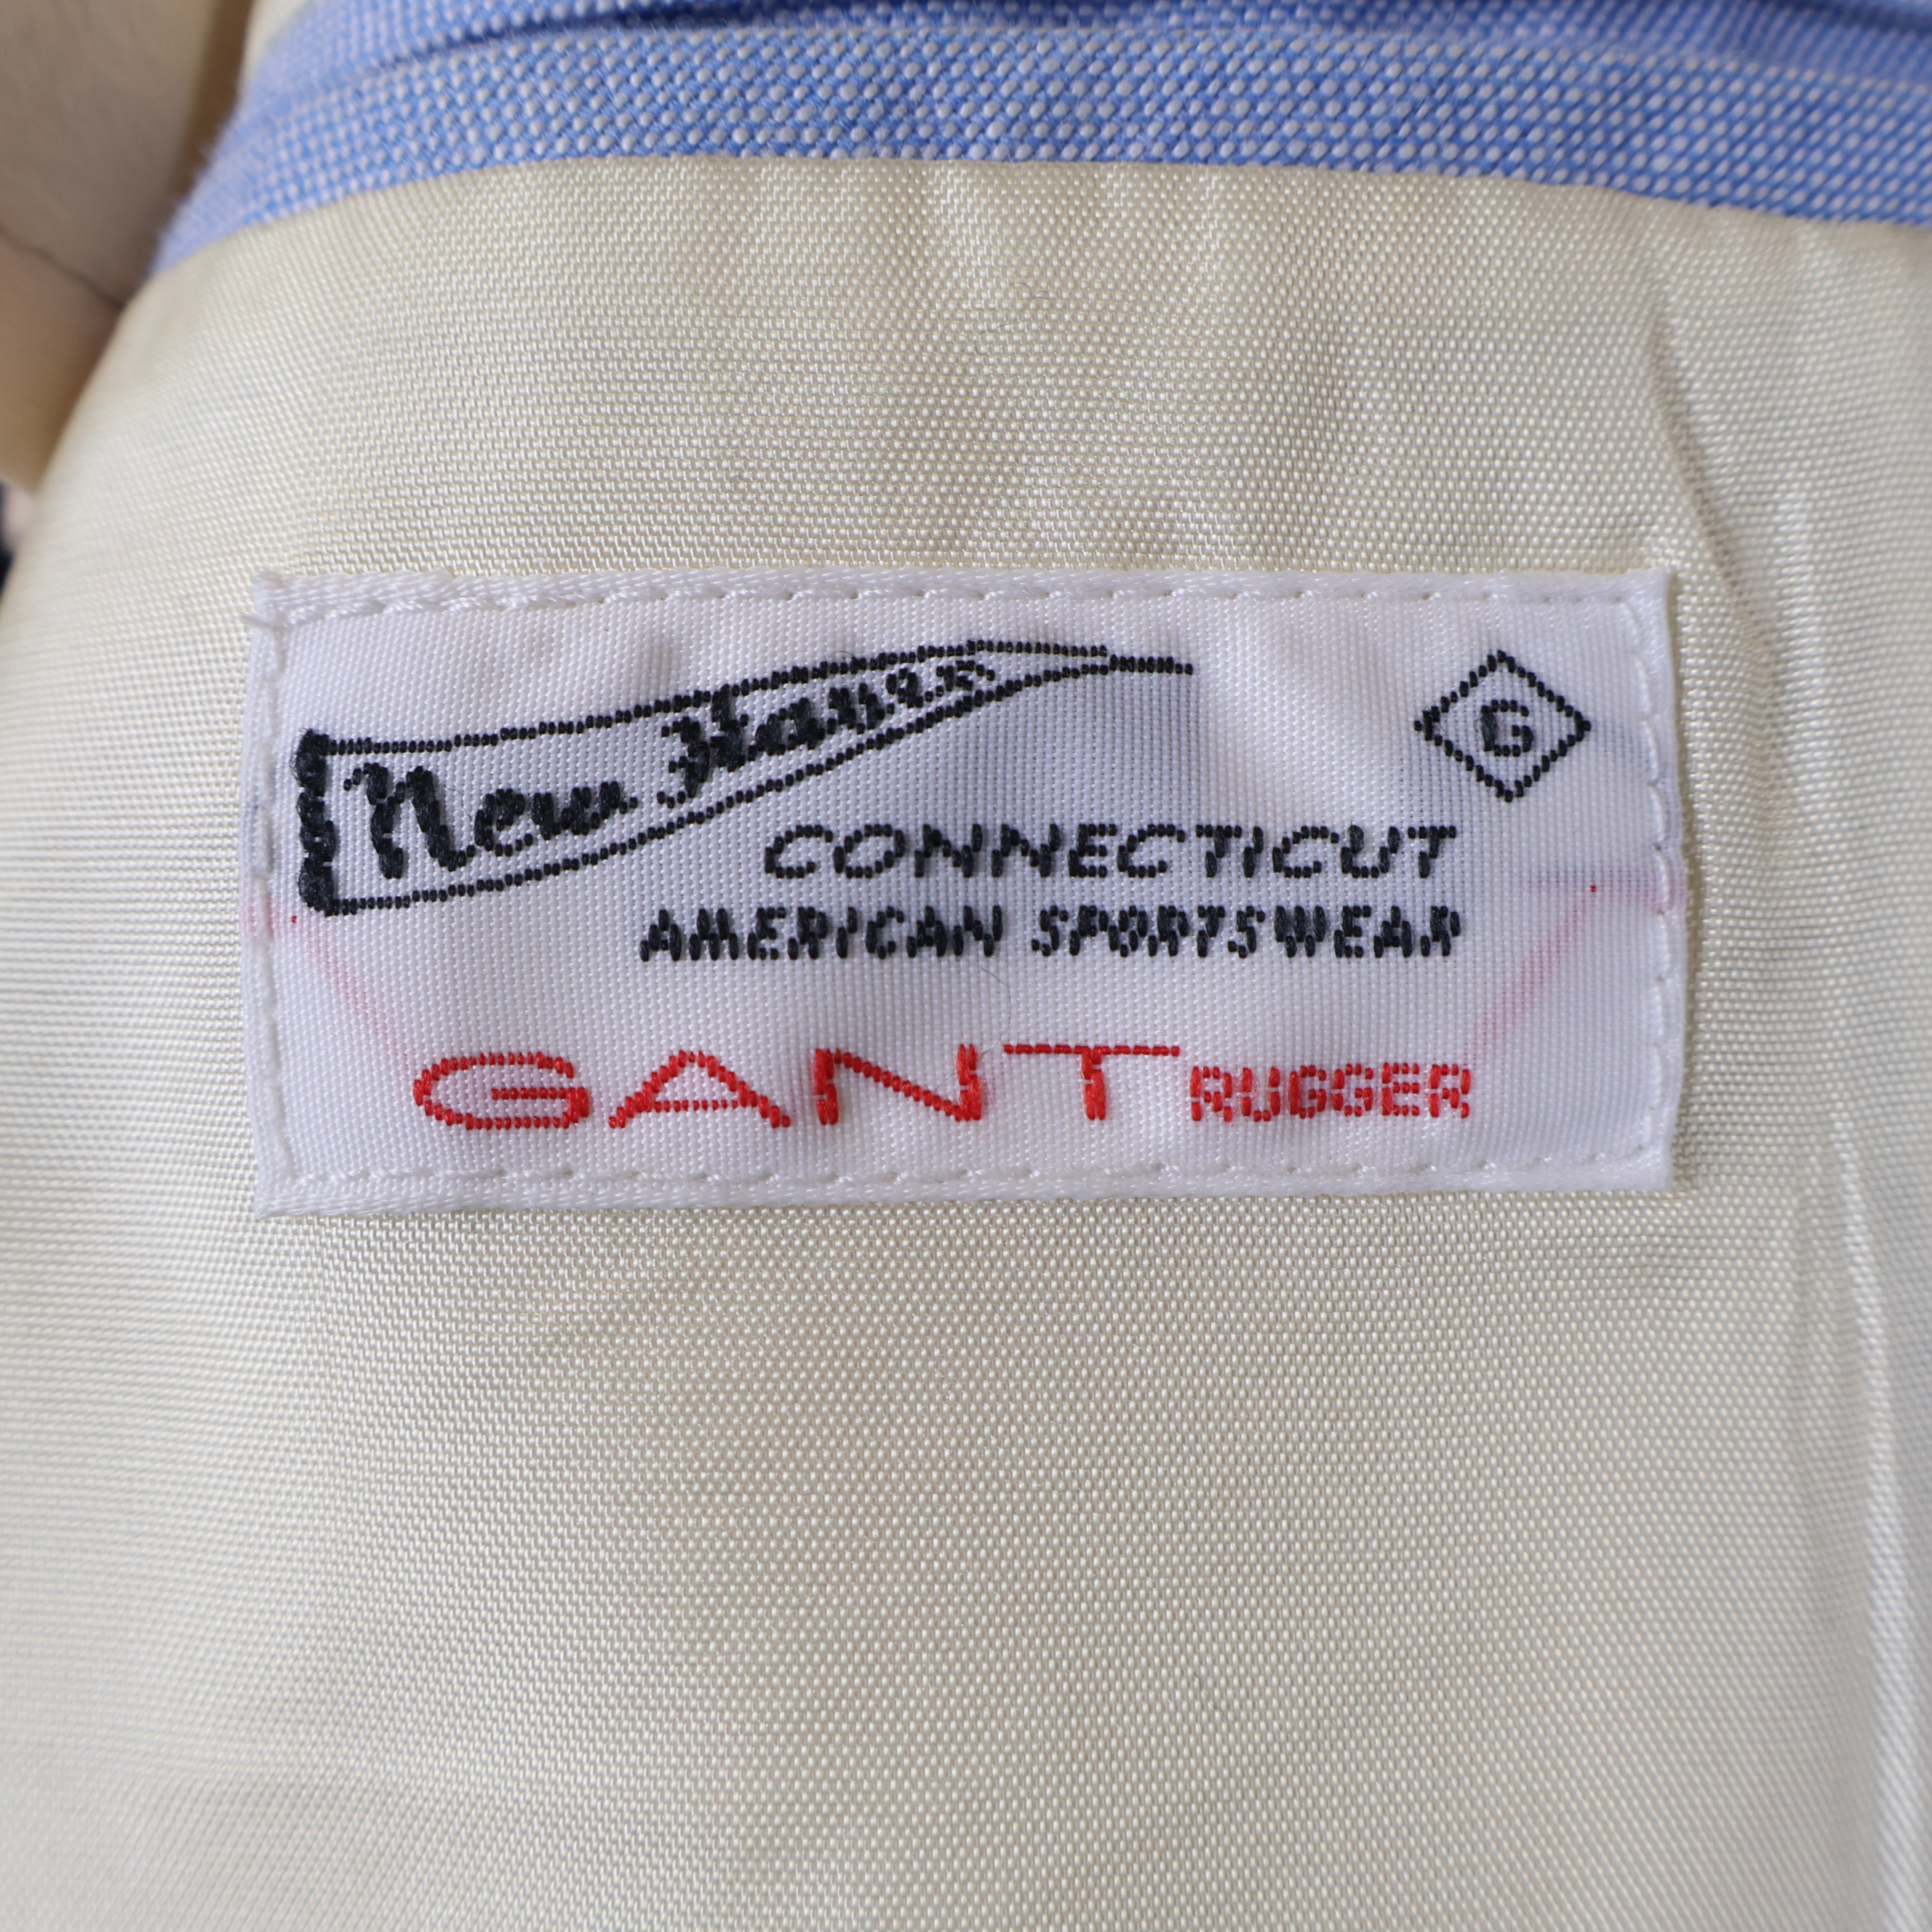 New Haven
G
CONNECTICUT
AMERICAN SPORTSWEAR
GANT RUGGER